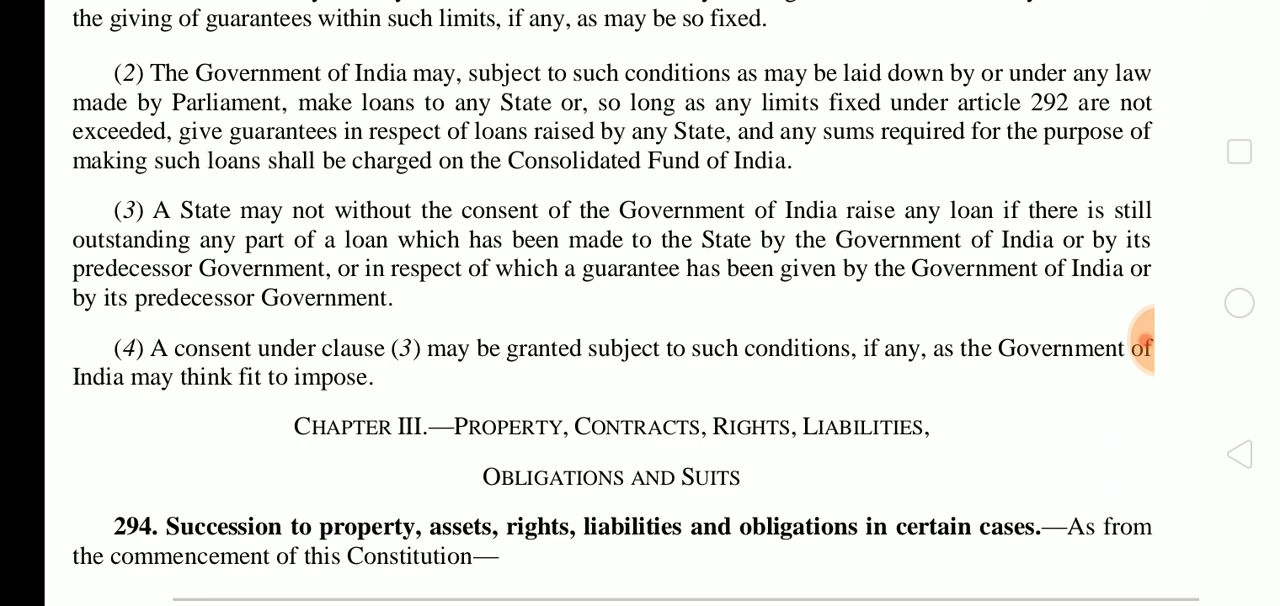 the giving of guarantees within such limits, if any, as may be so fixed.
(2) The Government of India may, subject to such conditions as may be laid down by or under any law
made by Parliament, make loans to any State or, so long as any limits fixed under article 292 are not
exceeded, give guarantees in respect of loans raised by any State, and any sums required for the purpose of
making such loans shall be charged on the Consolidated Fund of India.
(3) A State may not without the consent of the Government of India raise any loan if there is still
outstanding any part of a loan which has been made to the State by the Government of India or by its
predecessor Government, or in respect of which a guarantee has been given by the Government of India or
by its predecessor Government.
(4) A consent under clause (3) may be granted subject to such conditions, if any, as the Government of
India may think fit to impose.
CHAPTER III.—PROPERTY, CONTRACTS, RIGHTS, LIABILITIES,
OBLIGATIONS AND SUITS
294. Succession to property, assets, rights, liabilities and obligations in certain cases.—As from
the commencement of this Constitution—